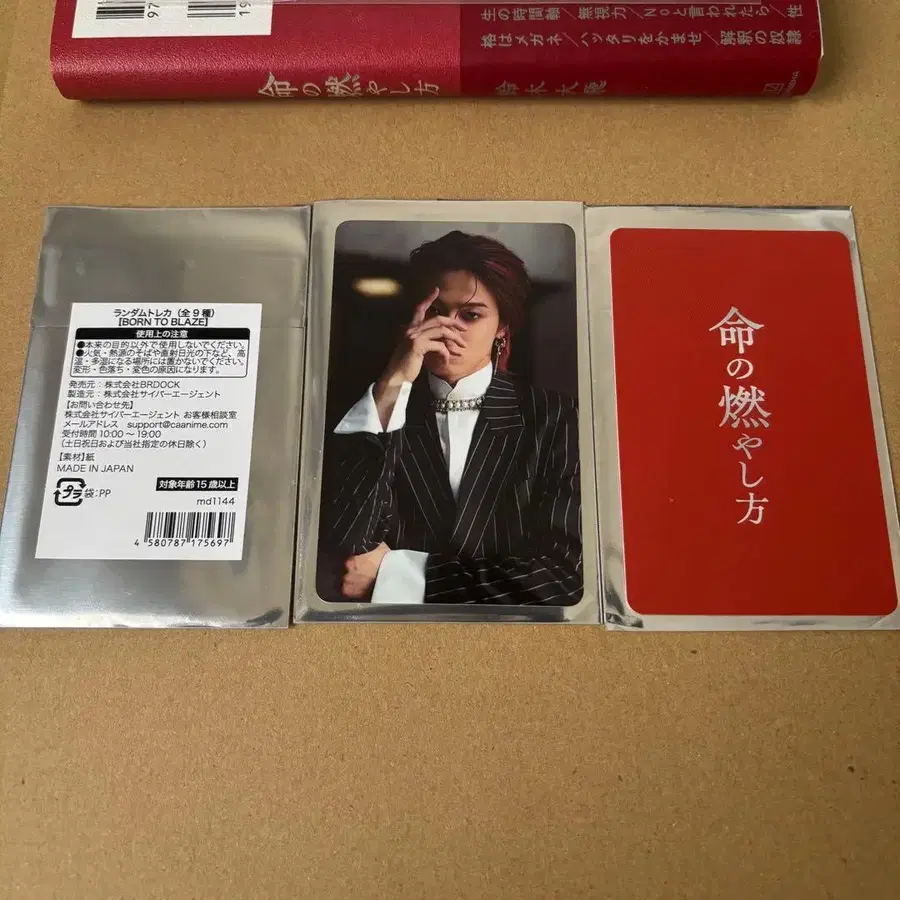 97
19
生の時間軸/無視力/Noと言われたら/性
格はメガネ/ハッタリをかませ/解釈の奴隷
命の燃やし方
鈴木大飛
ランダムトレカ（全９種）
【BORN TO BLAZE】
使用上の注意
●本来の目的以外で使用しないでください。
●火気・熱源のそばや直射日光の下など、高
温・多湿になる場所には置かないでください。
変形・色落ち・変色の原因になります。
発売元：株式会社BRDOCK
製造元：株式会社サイバーエージェント
【お問い合わせ先】
株式会社サイバーエージェント お客様相談室
メールアドレス support@caanime.com
受付時間 10:00 〜 19:00
（土日祝日および当社指定の休日除く）
【素材】紙
MADE IN JAPAN
プラ
袋:PP
対象年齢15歳以上
md1144
4 580787 175697
命の燃やし方